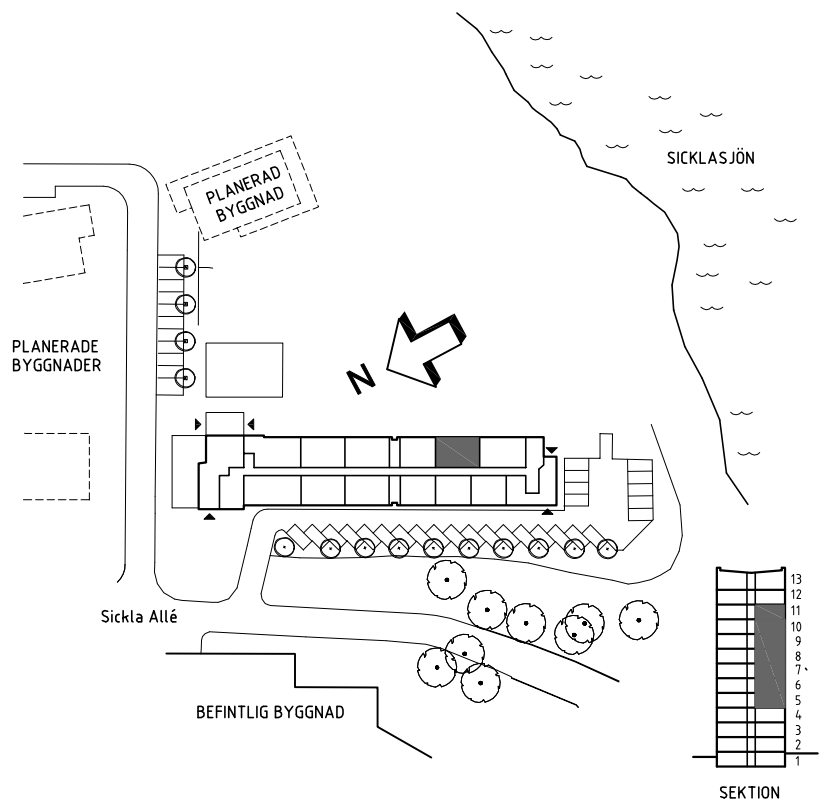 SICKLASJÖN
PLANERAD
BYGGNAD
PLANERADE
BYGGNADER
N
Sickla Allé
BEFINTLIG BYGGNAD
13
12
11
10
9
8
7
6
5
4
3
2
1
SEKTION